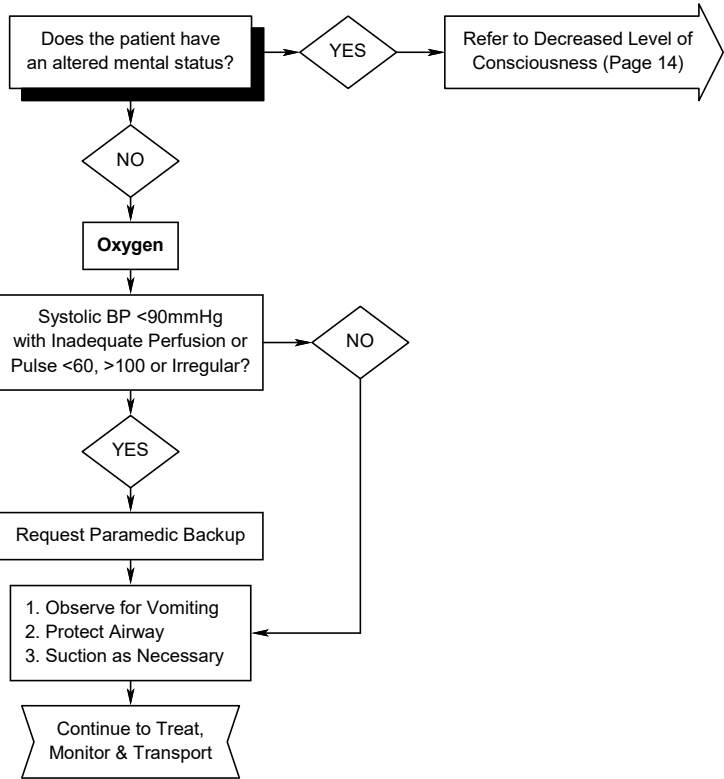 Does the patient have
an altered mental status?
YES
Refer to Decreased Level of
Consciousness (Page 14)
NO
Oxygen
Systolic BP <90mmHg
with Inadequate Perfusion or
Pulse <60, >100 or Irregular?
NO
YES
Request Paramedic Backup
1. Observe for Vomiting
2. Protect Airway
3. Suction as Necessary
Continue to Treat,
Monitor & Transport